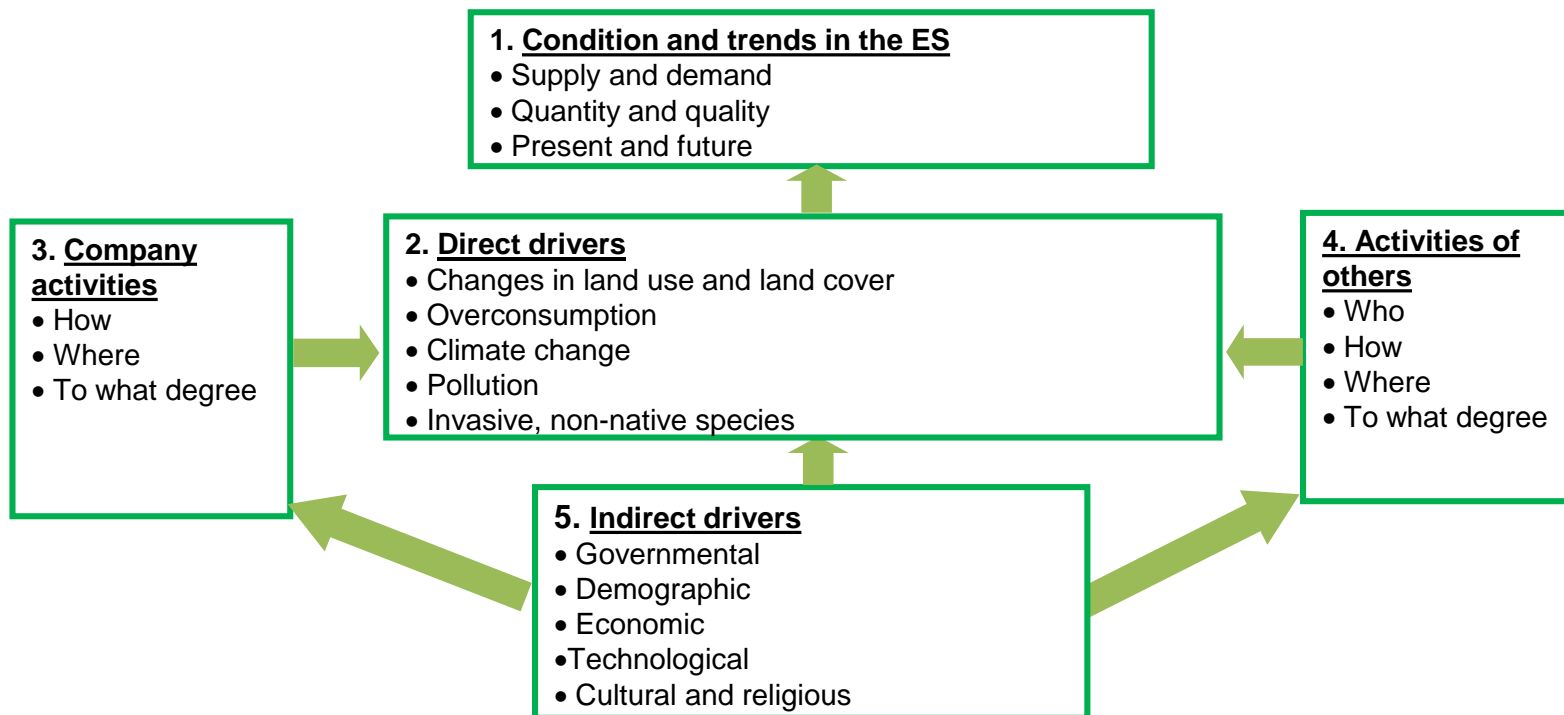 1. Condition and trends in the ES
• Supply and demand
• Quantity and quality
• Present and future
3. Company
activities
• How
• Where
• To what degree
2. Direct drivers
• Changes in land use and land cover
• Overconsumption
• Climate change
• Pollution
• Invasive, non-native species
4. Activities of
others
• Who
• How
• Where
• To what degree
5. Indirect drivers
• Governmental
• Demographic
• Economic
•Technological
• Cultural and religious